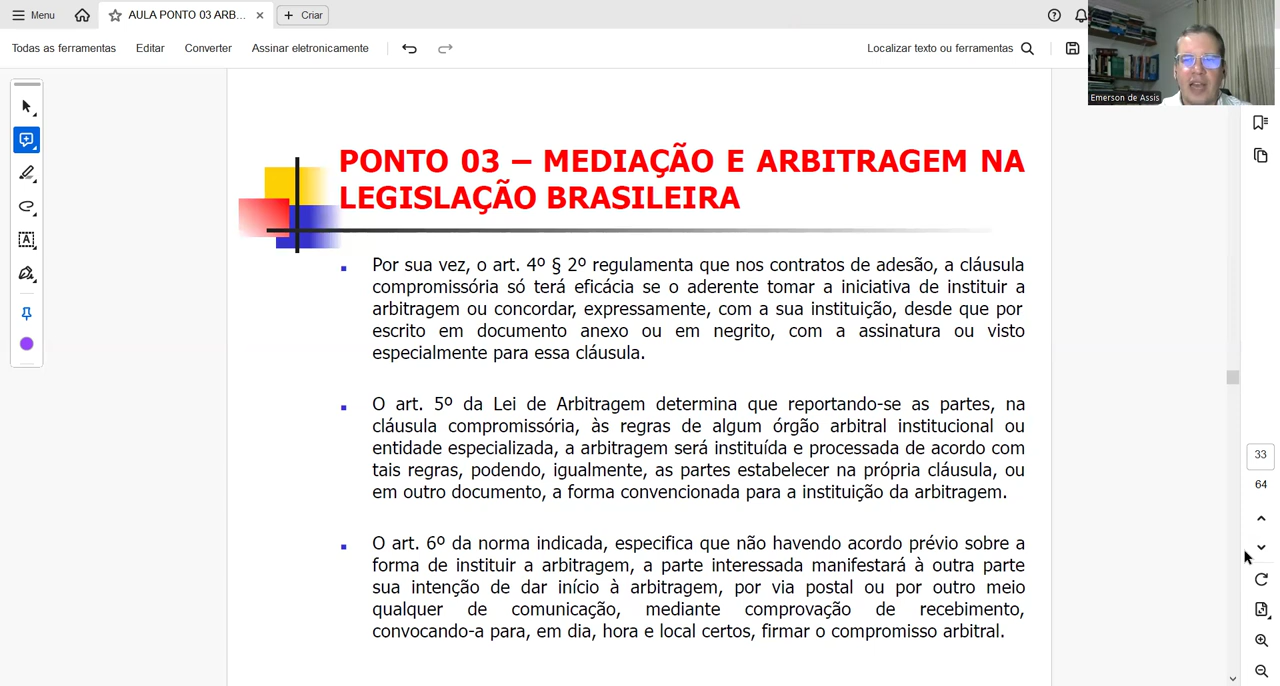 Menu
AULA PONTO 03 ARB...
Criar
Todas as ferramentas
Editar
Converter
Assinar eletronicamente
Localizar texto ou ferramentas
Emerson de Assis
PONTO 03 – MEDIAÇÃO E ARBITRAGEM NA
LEGISLAÇÃO BRASILEIRA
Por sua vez, o art. 4º § 2º regulamenta que nos contratos de adesão, a cláusula
compromissória só terá eficácia se o aderente tomar a iniciativa de instituir a
arbitragem ou concordar, expressamente, com a sua instituição, desde que por
escrito em documento anexo ou em negrito, com a assinatura ou visto
especialmente para essa cláusula.
O art. 5º da Lei de Arbitragem determina que reportando-se as partes, na
cláusula compromissória, às regras de algum órgão arbitral institucional ou
entidade especializada, a arbitragem será instituída e processada de acordo com
tais regras, podendo, igualmente, as partes estabelecer na própria cláusula, ou
em outro documento, a forma convencionada para a instituição da arbitragem.
O art. 6º da norma indicada, especifica que não havendo acordo prévio sobre a
forma de instituir a arbitragem, a parte interessada manifestará à outra parte
sua intenção de dar início à arbitragem, por via postal ou por outro meio
qualquer de comunicação, mediante comprovação de recebimento,
convocando-a para, em dia, hora e local certos, firmar o compromisso arbitral.
33
64